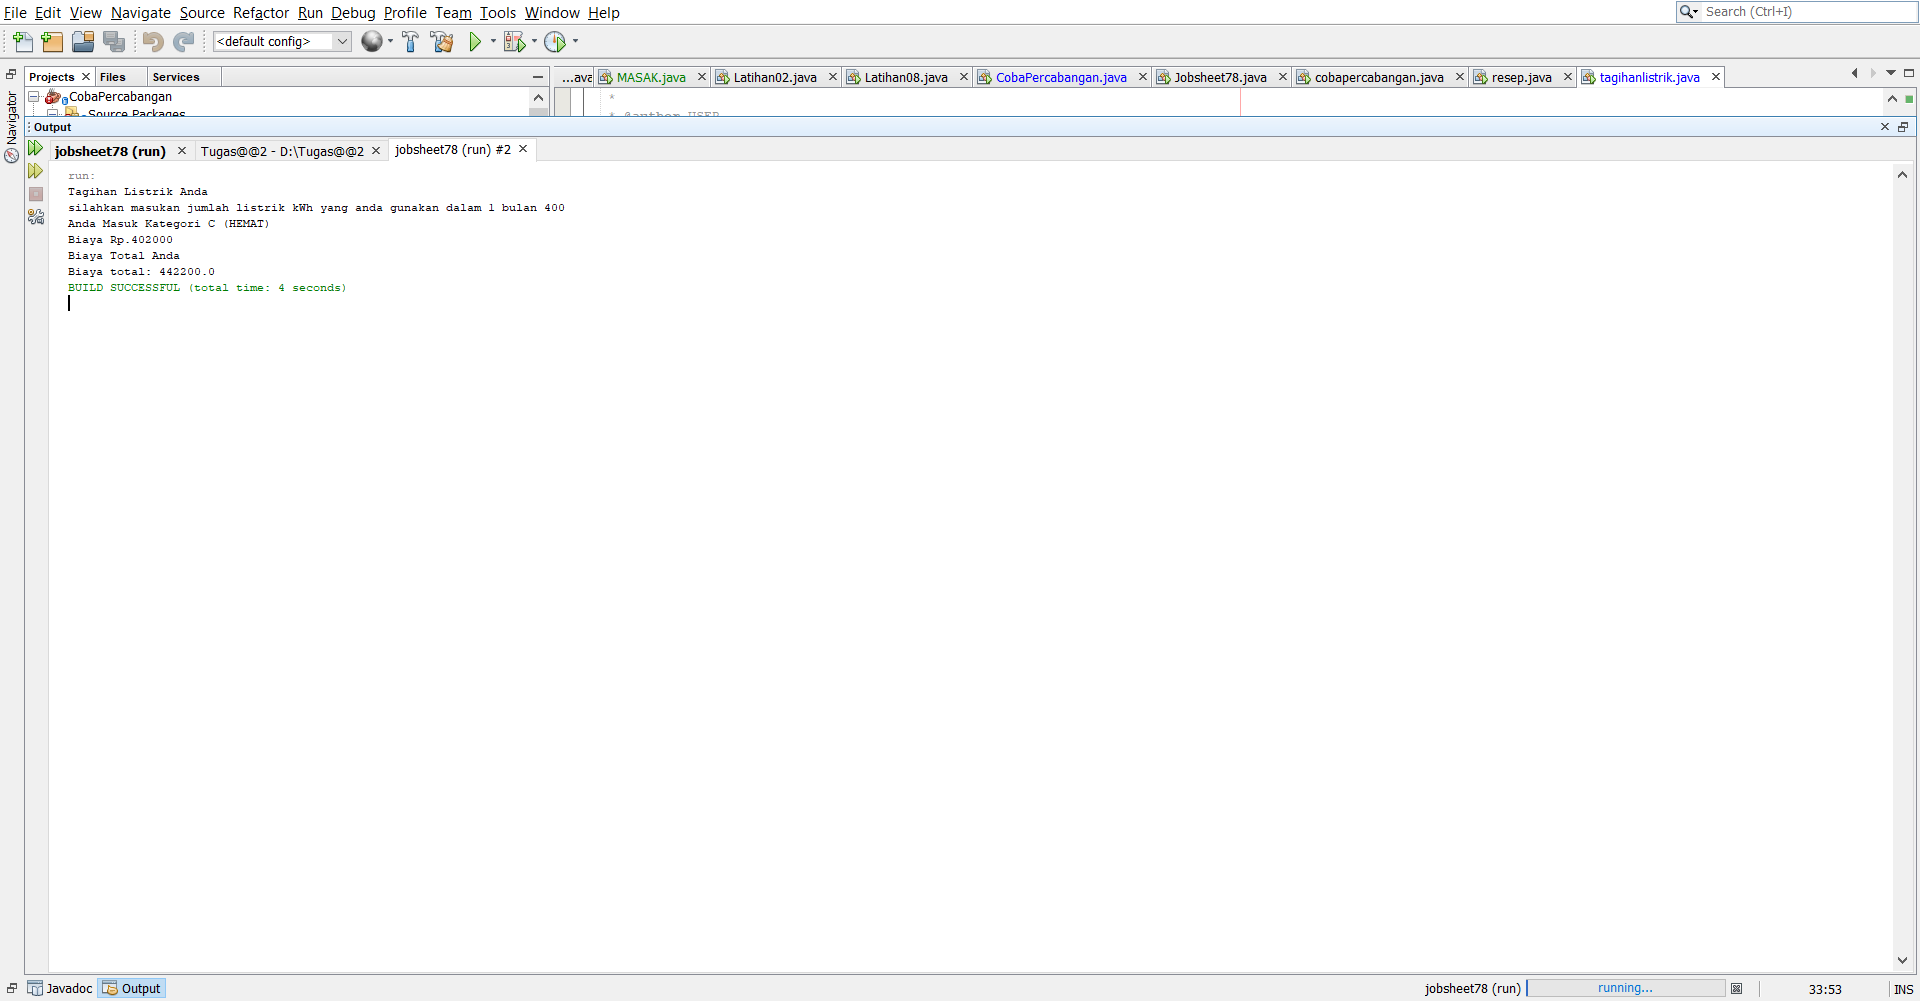 File Edit View Navigate Source Refactor Run Debug Profile Team Tools Window Help
Search (Ctrl+I)
<default config>
Projects Files Services
...ava MASAK.java Latihan02.java Latihan08.java CobaPercabangan.java Jobsheet78.java cobapercabangan.java resep.java tagihanlistrik.java
Navigator
CobaPercabangan
*
Source Packages
* @author USER
Output
jobsheet78 (run) Tugas@@2 - D:\Tugas@@2 jobsheet78 (run) #2
run:
Tagihan Listrik Anda
silahkan masukan jumlah listrik kWh yang anda gunakan dalam 1 bulan 400
Anda Masuk Kategori C (HEMAT)
Biaya Rp.402000
Biaya Total Anda
Biaya total: 442200.0
BUILD SUCCESSFUL (total time: 4 seconds)
Javadoc Output
jobsheet78 (run) running... 33:53 INS